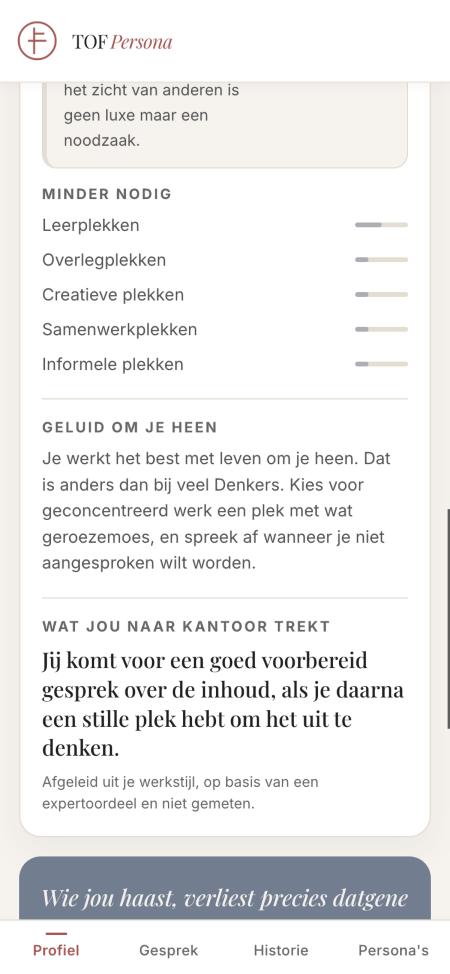 TOF Persona
het zicht van anderen is
geen luxe maar een
noodzaak.
MINDER NODIG
Leerplekken
Overlegplekken
Creatieve plekken
Samenwerkplekken
Informele plekken
GELUID OM JE HEEN
Je werkt het best met leven om je heen. Dat
is anders dan bij veel Denkers. Kies voor
geconcentreerd werk een plek met wat
geroezemoes, en spreek af wanneer je niet
aangesproken wilt worden.
WAT JOU NAAR KANTOOR TREKT
Jij komt voor een goed voorbereid
gesprek over de inhoud, als je daarna
een stille plek hebt om het uit te
denken.
Afgeleid uit je werkstijl, op basis van een
expertoordeel en niet gemeten.
Wie jou haast, verliest precies datgene
Profiel Gesprek Historie Persona's